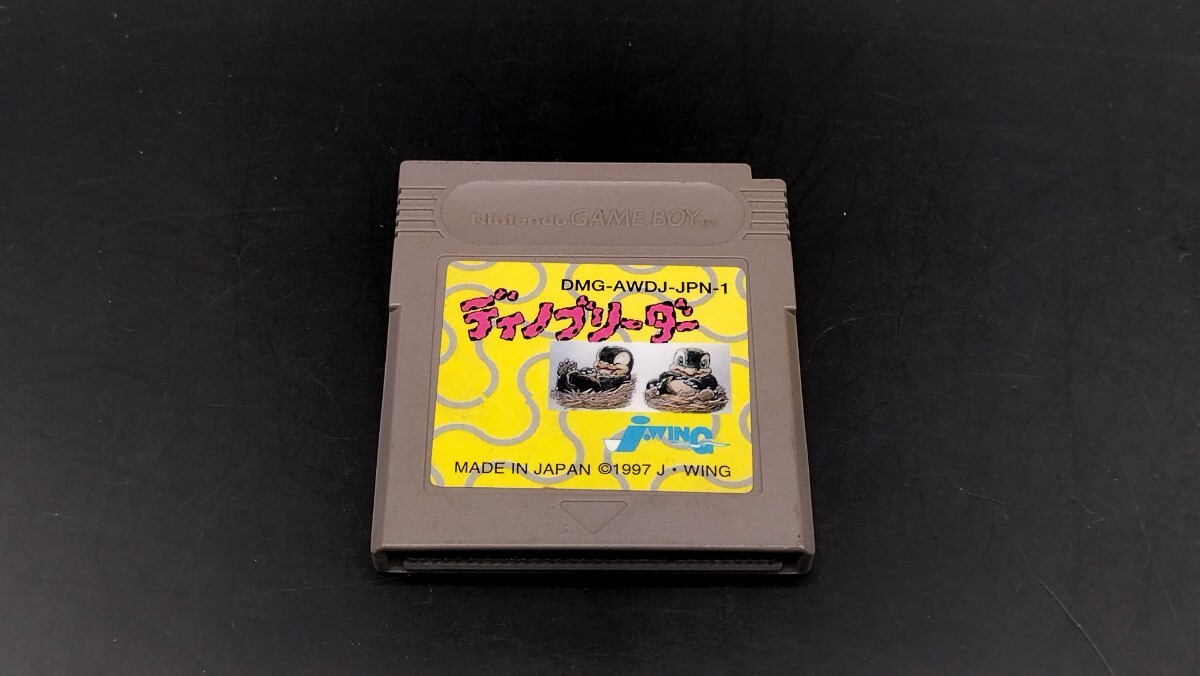 Nintendo GAME BOY TM
DMG-AWDJ-JPN-1
ディノブリーダー
J・WING
MADE IN JAPAN ©1997 J・WING